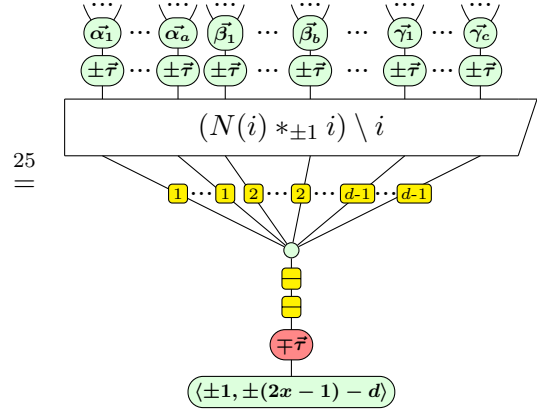 ... ... ... ... ... ...
α⃗₁ ... α⃗ₐ β⃗₁ ... β⃗_b γ⃗₁ ... γ⃗_c
±τ⃗ ... ±τ⃗ ±τ⃗ ... ±τ⃗ ±τ⃗ ... ±τ⃗
(N(i) *_{±1} i) \ i
25
=
1 ... 1 2 ... 2 d-1 ... d-1
−
−
∓τ⃗
⟨±1, ±(2x − 1) − d⟩